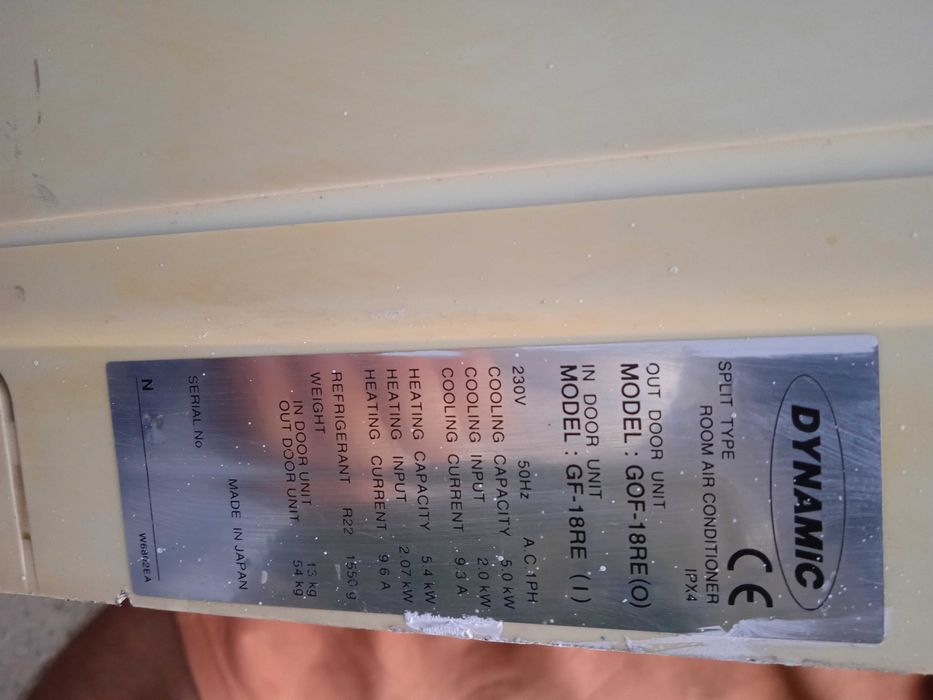 DYNAMiC
CE
SPLIT TYPE
ROOM AIR CONDITIONER
IPX4
OUT DOOR UNIT
MODEL : GOF-18RE(O)
IN DOOR UNIT
MODEL : GF-18RE (I)
230V 50Hz A.C.1PH
COOLING CAPACITY 5.0 kW
COOLING INPUT 2.0 kW
COOLING CURRENT 9.3 A
HEATING CAPACITY 5.4 kW
HEATING INPUT 2.07 kW
HEATING CURRENT 9.6 A
REFRIGERANT R22 1550 g
WEIGHT
IN DOOR UNIT 13 kg
OUT DOOR UNIT. 54 kg
MADE IN JAPAN
SERIAL No
N